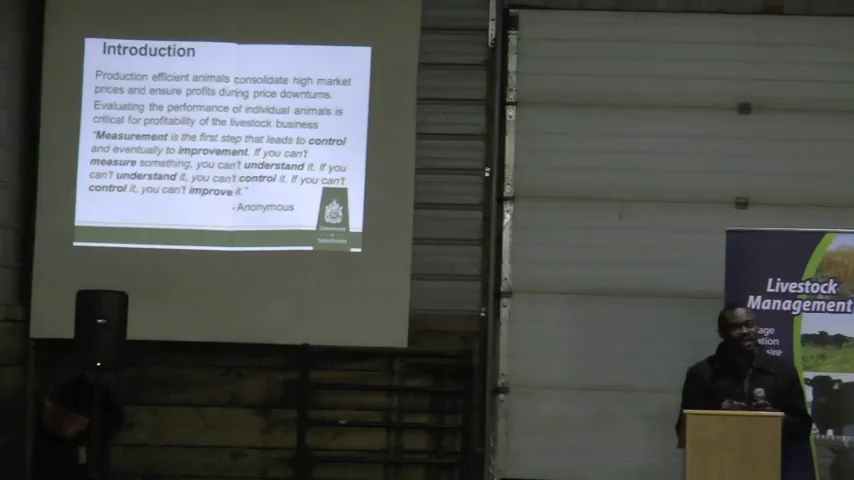 Introduction
Production efficient animals consolidate high market
prices and ensure profits during price downturns.
Evaluating the performance of individual animals is
critical for profitability of the livestock business
"Measurement is the first step that leads to control
and eventually to improvement. If you can't
measure something, you can't understand it. If you
can't understand it, you can't control it. If you can't
control it, you can't improve it."
- Anonymous
Government
of
Saskatchewan
Livestock
Management